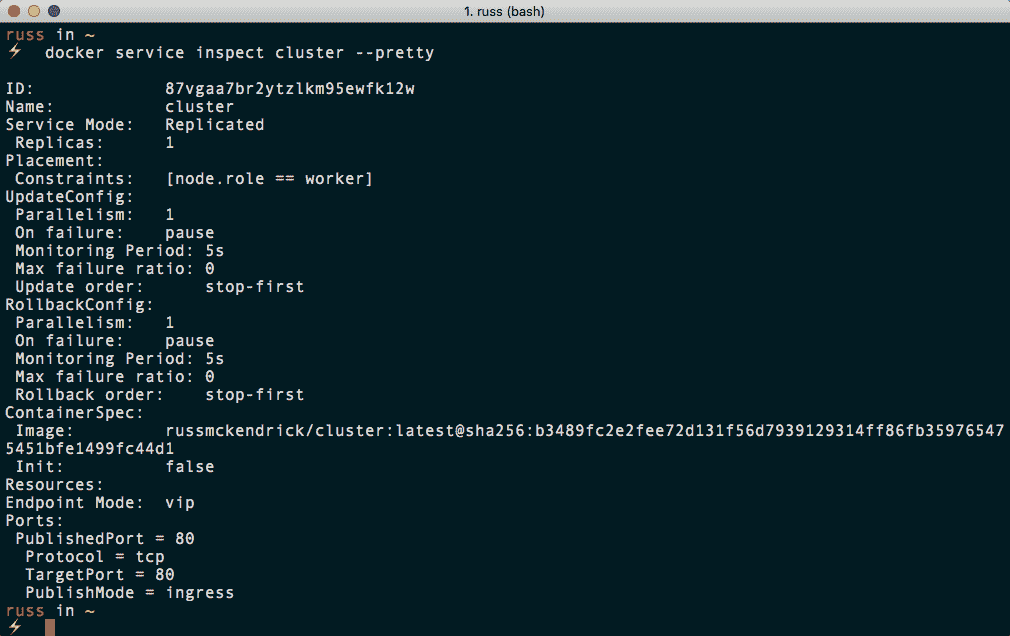 1. russ (bash)
russ in ~
⚡ docker service inspect cluster --pretty
ID: 87vgaa7br2ytzlkm95ewfk12w
Name: cluster
Service Mode: Replicated
Replicas: 1
Placement:
Constraints: [node.role == worker]
UpdateConfig:
Parallelism: 1
On failure: pause
Monitoring Period: 5s
Max failure ratio: 0
Update order: stop-first
RollbackConfig:
Parallelism: 1
On failure: pause
Monitoring Period: 5s
Max failure ratio: 0
Rollback order: stop-first
ContainerSpec:
Image: russmckendrick/cluster:latest@sha256:b3489fc2e2fee72d131f56d7939129314ff86fb35976547
5451bfe1499fc44d1
Init: false
Resources:
Endpoint Mode: vip
Ports:
PublishedPort = 80
Protocol = tcp
TargetPort = 80
PublishMode = ingress
russ in ~
⚡